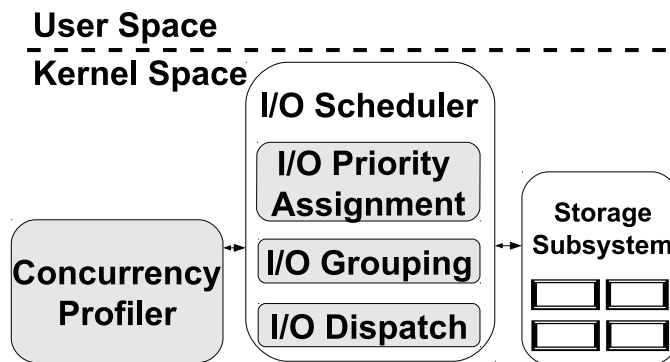 User Space
Kernel Space
I/O Scheduler
I/O Priority
Assignment
I/O Grouping
I/O Dispatch
Concurrency
Profiler
Storage
Subsystem